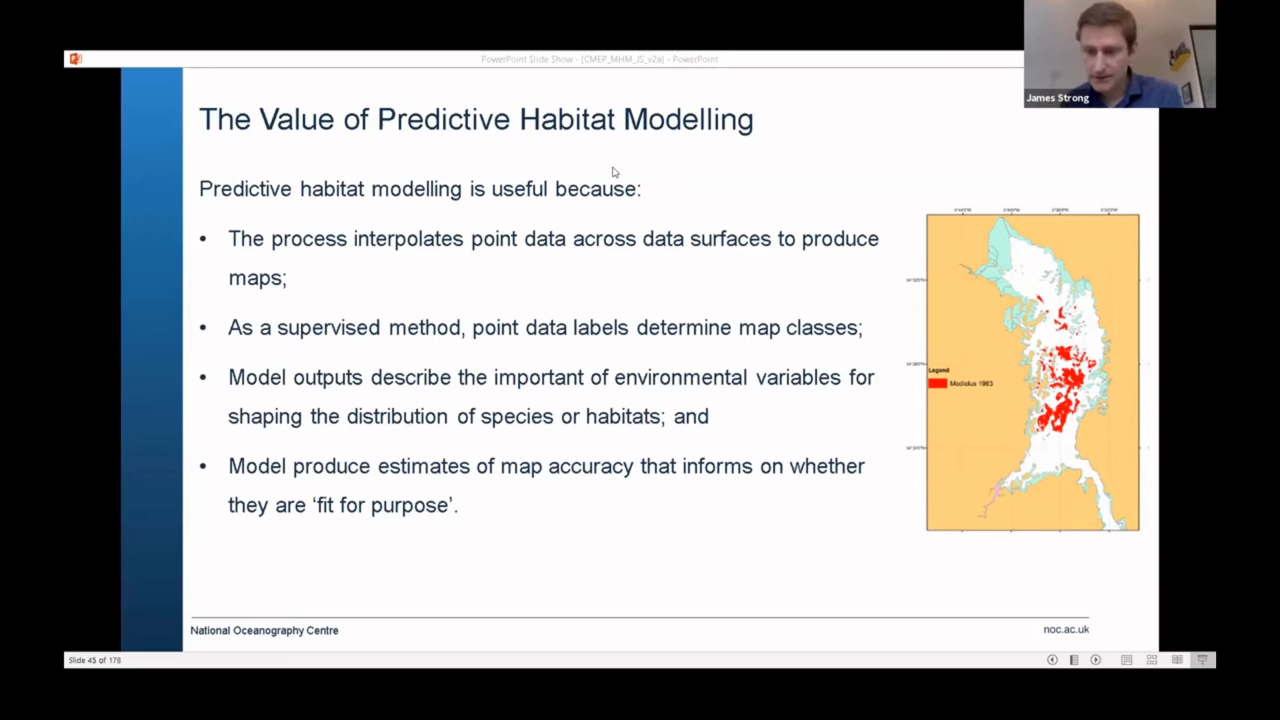 PowerPoint Slide Show - [CMEP_MHM_JS_v2a] - PowerPoint
James Strong
The Value of Predictive Habitat Modelling
Predictive habitat modelling is useful because:
• The process interpolates point data across data surfaces to produce
maps;
• As a supervised method, point data labels determine map classes;
• Model outputs describe the important of environmental variables for
shaping the distribution of species or habitats; and
• Model produce estimates of map accuracy that informs on whether
they are ‘fit for purpose’.
Legend
Modiolus 1983
National Oceanography Centre
noc.ac.uk
Slide 45 of 178